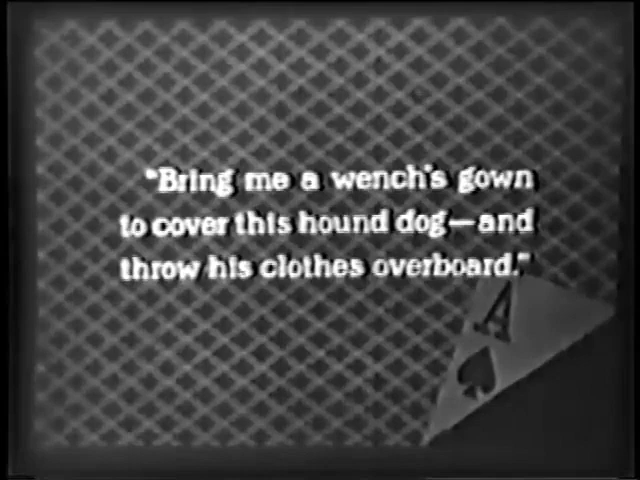 "Bring me a wench's gown
to cover this hound dog—and
throw his clothes overboard."
A